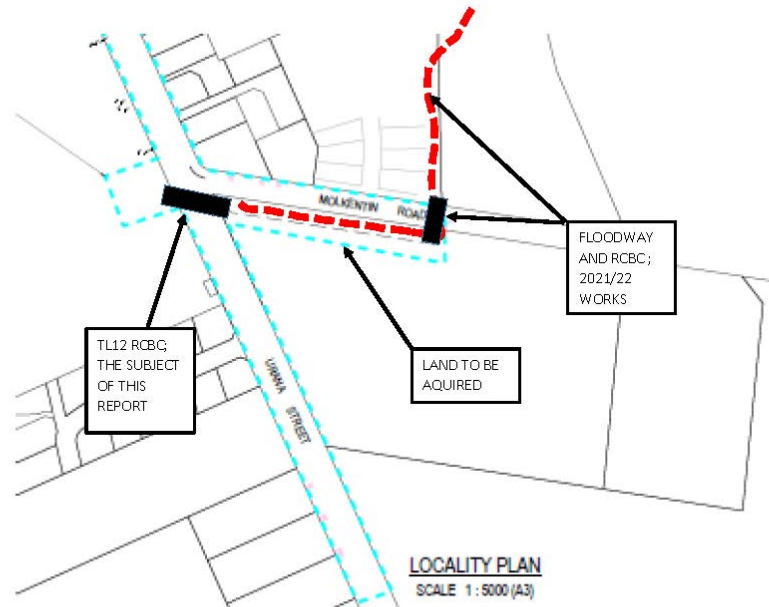 MOLKENTIN ROAD
FLOODWAY
AND RCBC;
2021/22
WORKS
TL12 RCBC;
THE SUBJECT
OF THIS
REPORT
LAND TO BE
AQUIRED
URANA STREET
LOCALITY PLAN
SCALE 1:5000 (A3)